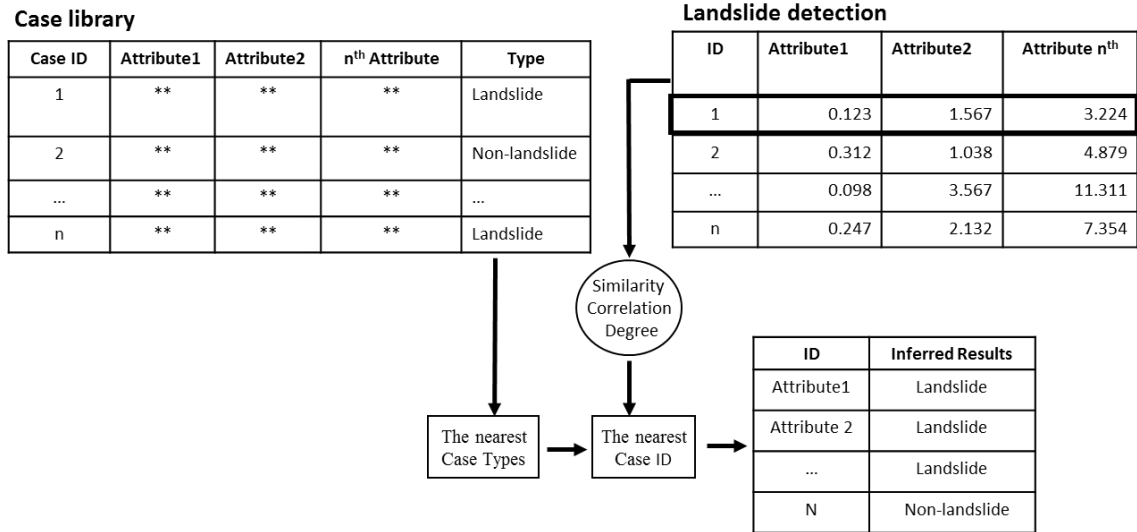 Case library
Case ID Attribute1 Attribute2 nth Attribute Type
1 ** ** ** Landslide
2 ** ** ** Non-landslide
... ** ** ** ...
n ** ** ** Landslide
Landslide detection
ID Attribute1 Attribute2 Attribute nth
1 0.123 1.567 3.224
2 0.312 1.038 4.879
... 0.098 3.567 11.311
n 0.247 2.132 7.354
Similarity
Correlation
Degree
The nearest
Case Types
The nearest
Case ID
ID Inferred Results
Attribute1 Landslide
Attribute 2 Landslide
... Landslide
N Non-landslide